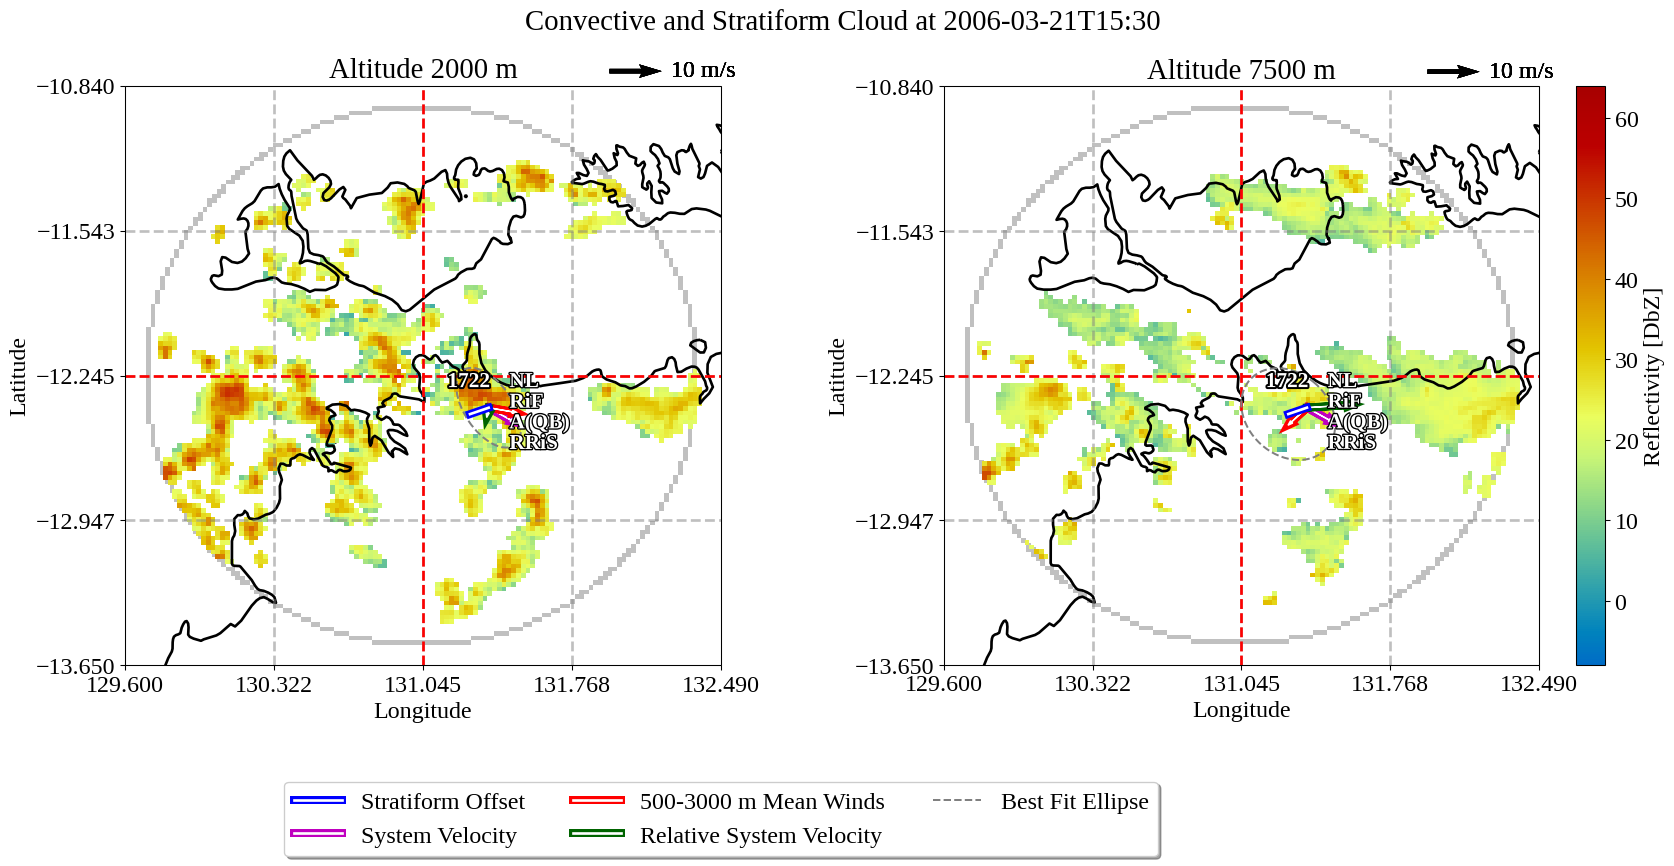 Convective and Stratiform Cloud at 2006-03-21T15:30
Altitude 2000 m
10 m/s
Altitude 7500 m
10 m/s
−10.840
−11.543
−12.245
−12.947
−13.650
Latitude
129.600
130.322
131.045
131.768
132.490
Longitude
1722
NL
RiF
A(QB)
RRiS
−10.840
−11.543
−12.245
−12.947
−13.650
Latitude
129.600
130.322
131.045
131.768
132.490
Longitude
1722
NL
RiF
A(QB)
RRiS
60
50
40
30
20
10
0
Reflectivity [DbZ]
Stratiform Offset
500-3000 m Mean Winds
Best Fit Ellipse
System Velocity
Relative System Velocity